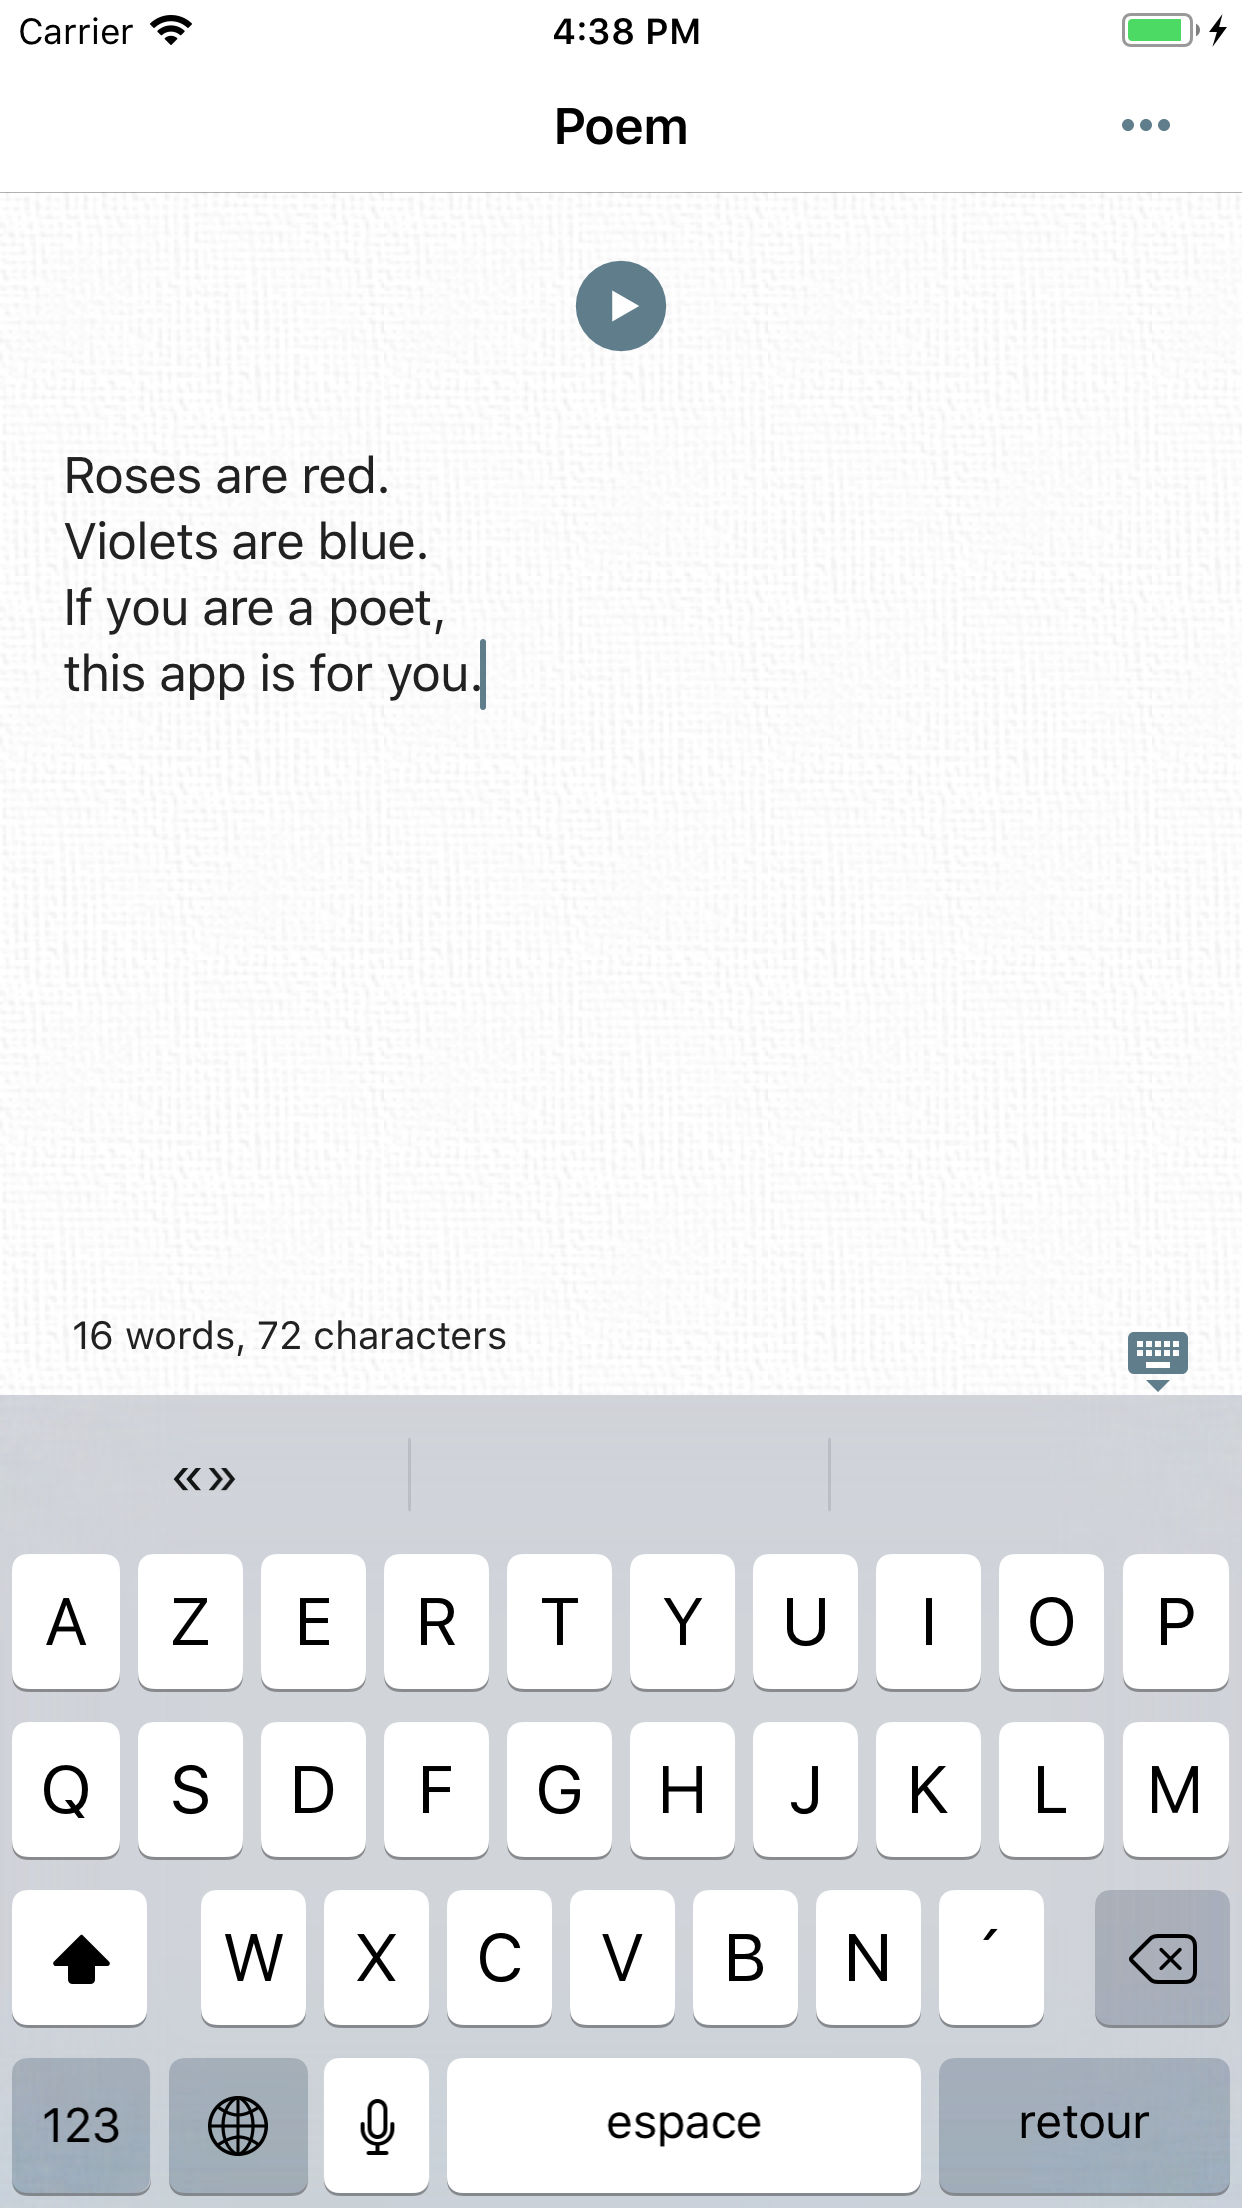 Carrier 4:38 PM
Poem
Roses are red.
Violets are blue.
If you are a poet,
this app is for you.
16 words, 72 characters
«»
A Z E R T Y U I O P
Q S D F G H J K L M
W X C V B N ´
123 espace retour